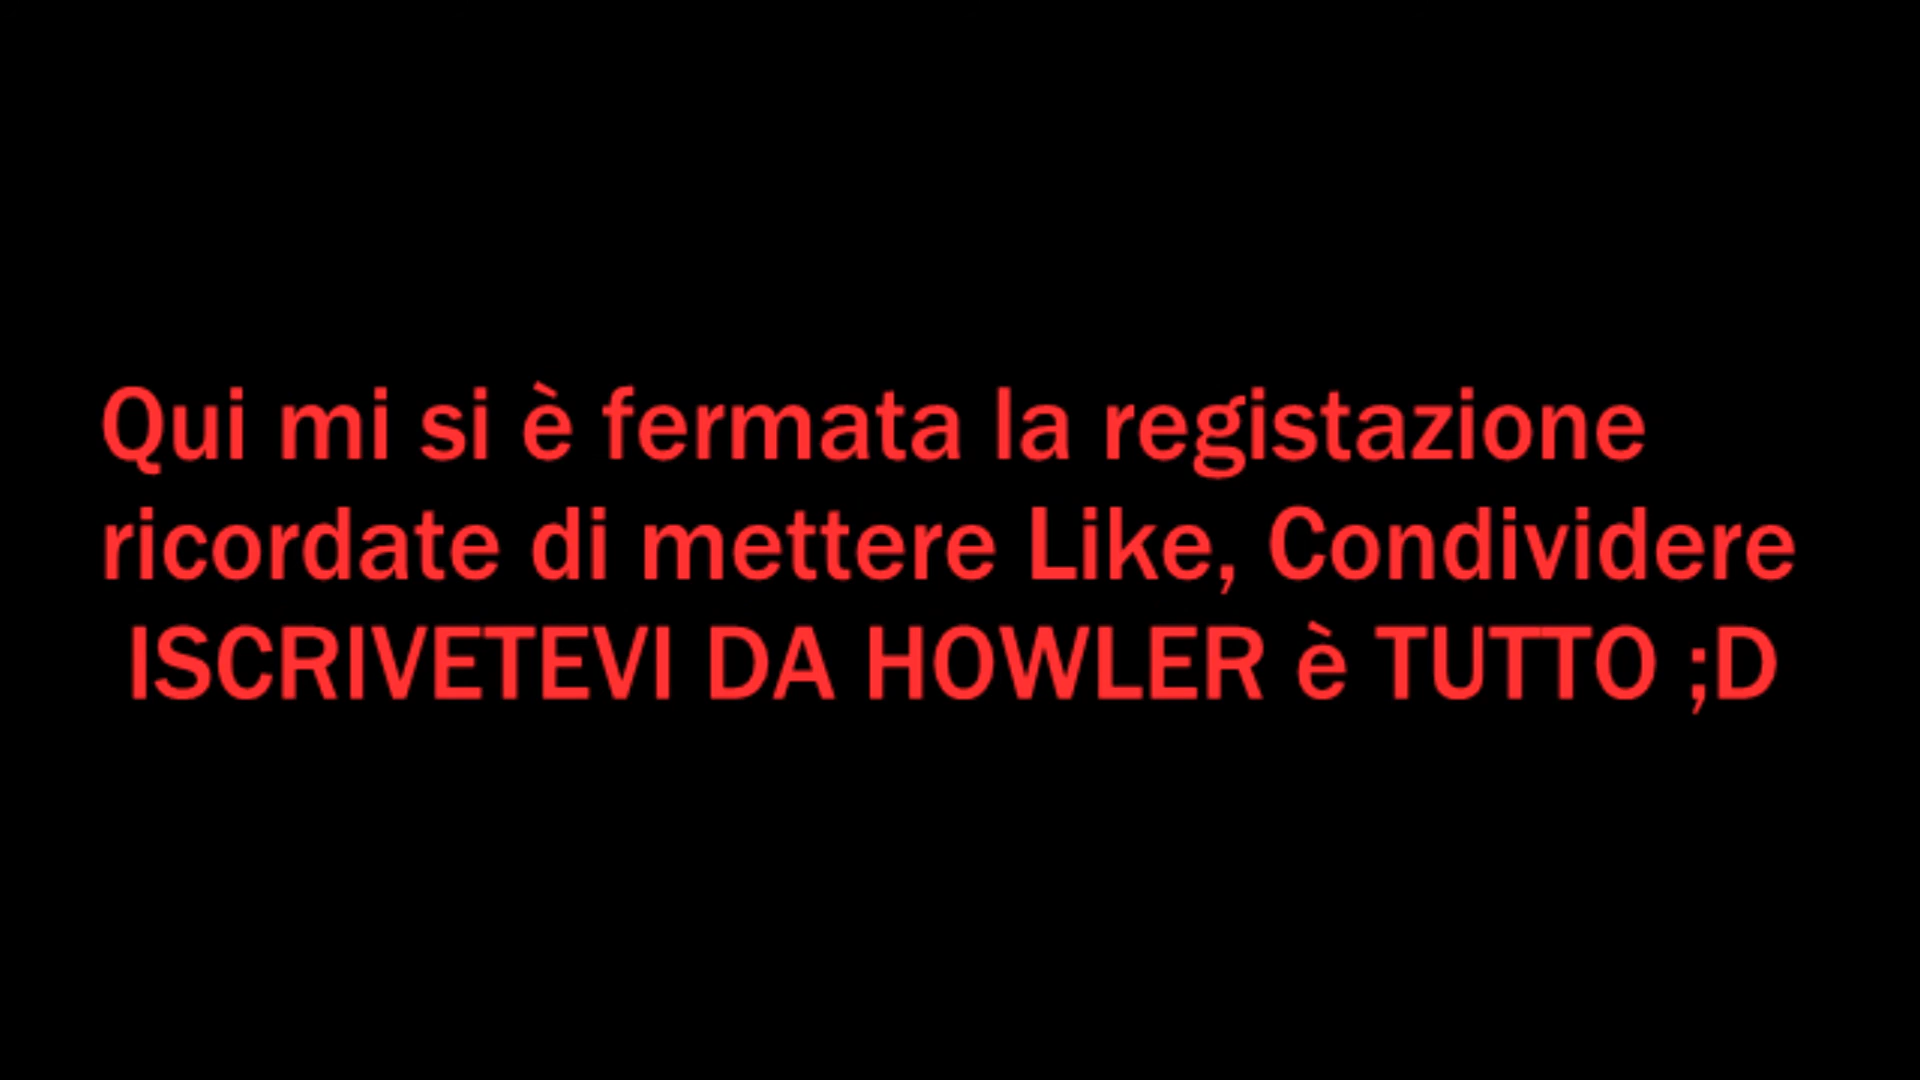 Qui mi si è fermata la registazione
ricordate di mettere Like, Condividere
ISCRIVETEVI DA HOWLER è TUTTO ;D